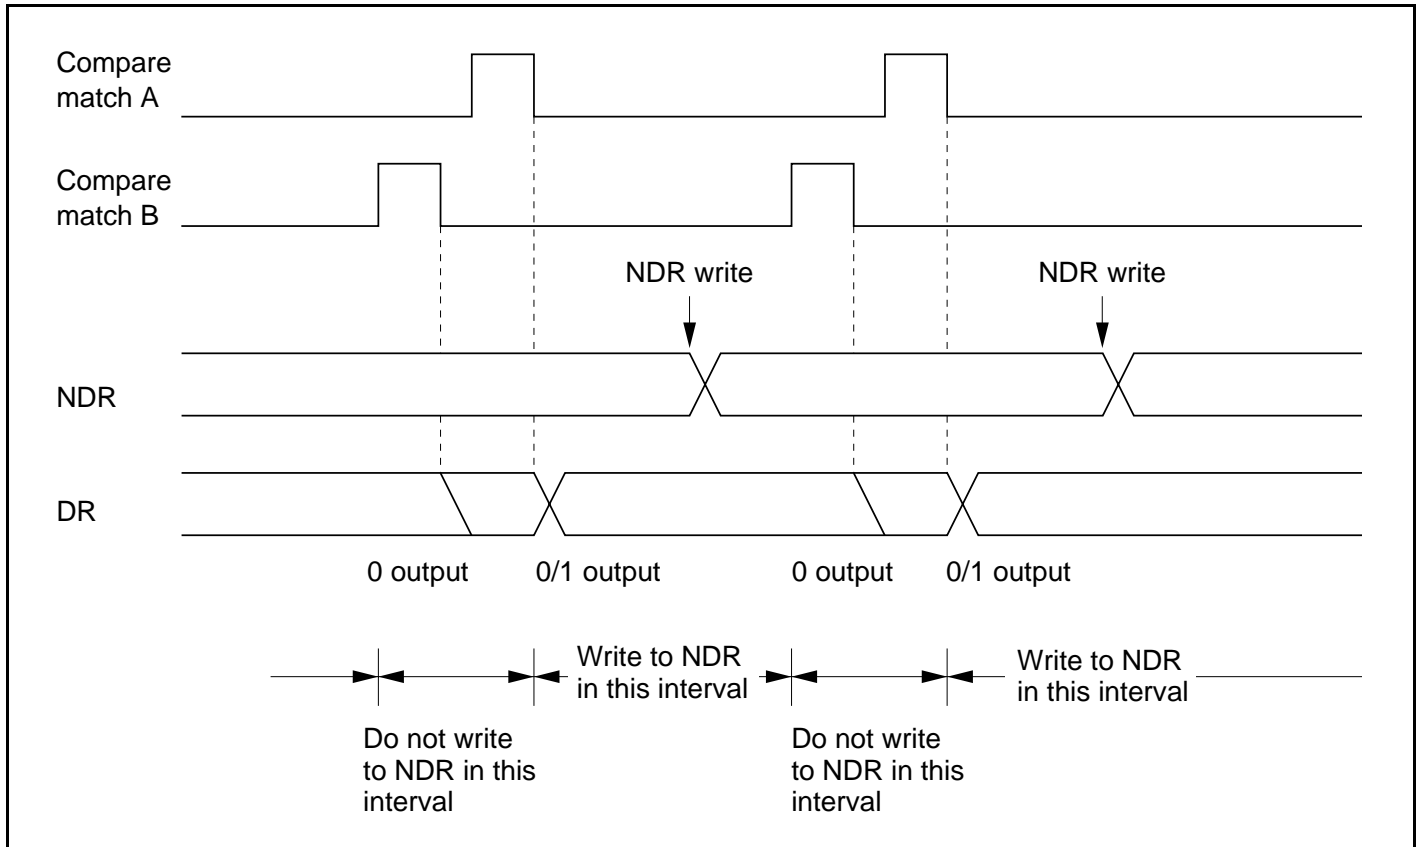 Compare
match A
Compare
match B
NDR write
NDR write
NDR
DR
0 output
0/1 output
0 output
0/1 output
Write to NDR
in this interval
Write to NDR
in this interval
Do not write
to NDR in this
interval
Do not write
to NDR in this
interval